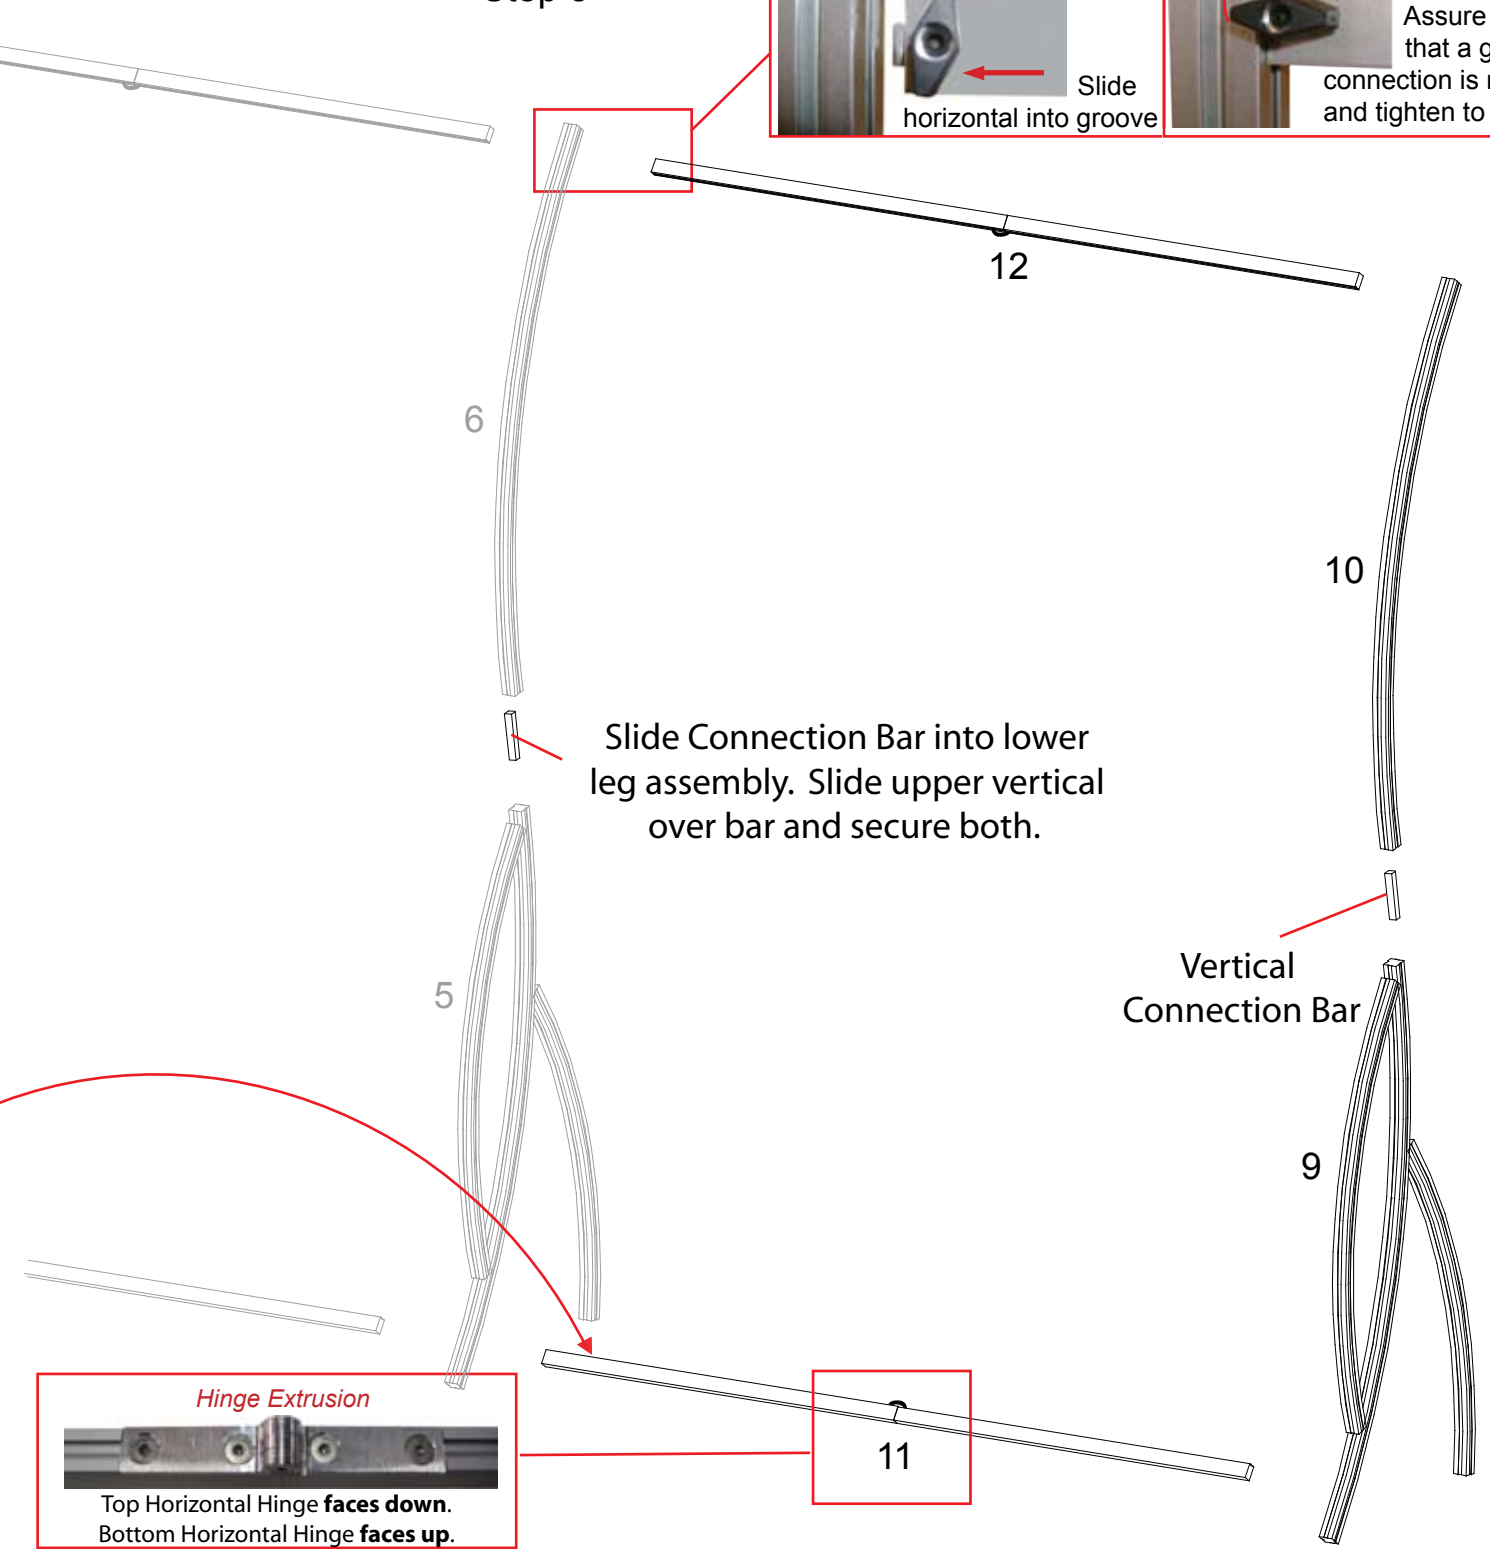 Slide
horizontal into groove
Assure
that a
connection is
and tighten to
12
6
10
Slide Connection Bar into lower
leg assembly. Slide upper vertical
over bar and secure both.
Vertical
Connection Bar
5
9
Hinge Extrusion
Top Horizontal Hinge faces down.
Bottom Horizontal Hinge faces up.
11